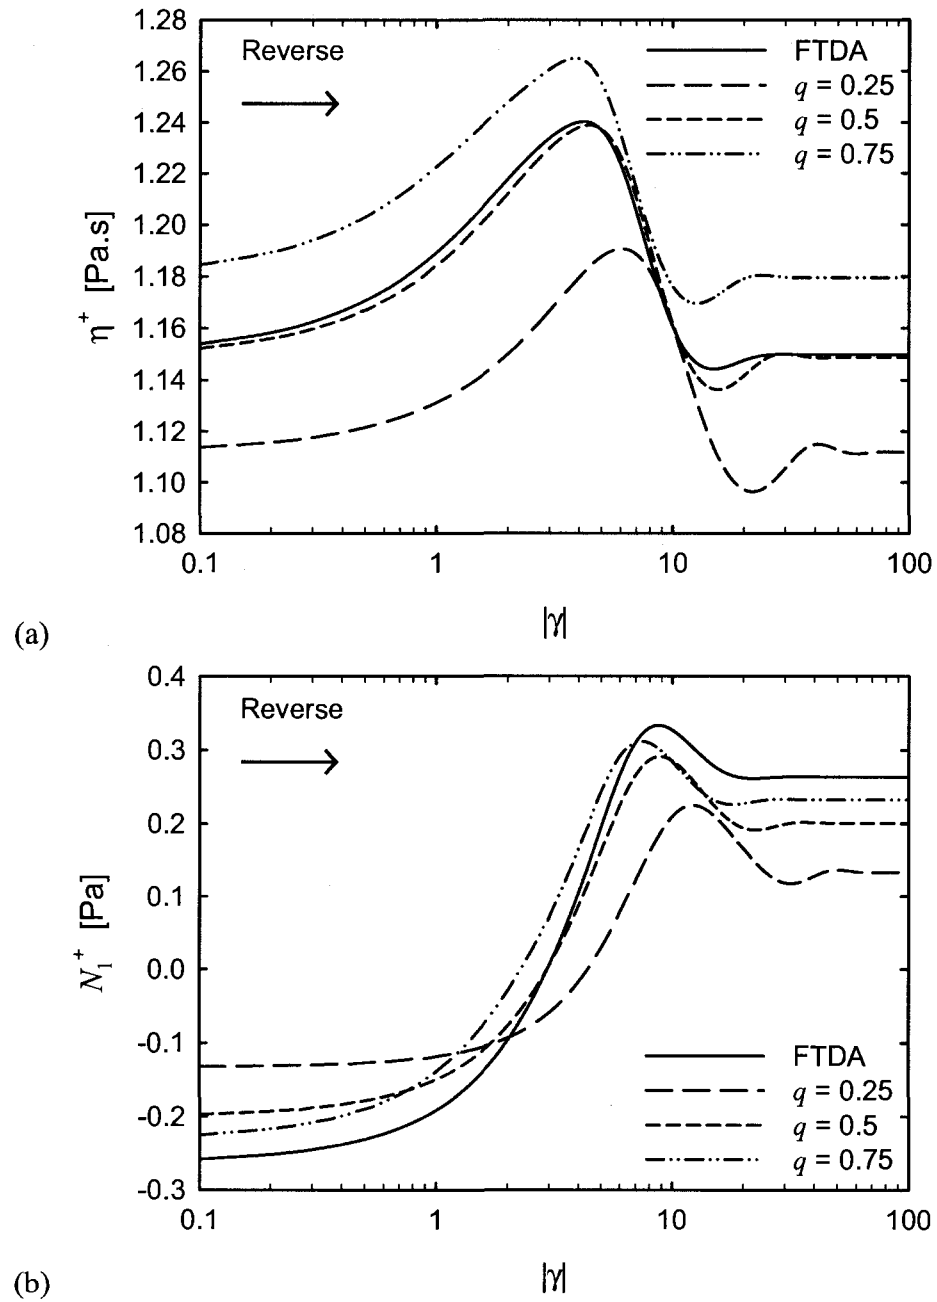 1.28
Reverse
FTDA
1.26
q = 0.25
1.24
q = 0.5
q = 0.75
1.22
1.20
1.18
1.16
1.14
1.12
1.10
1.08
η+ [Pa.s]
0.1 1 10 100
|γ|
(a)
0.4
Reverse
0.3
0.2
0.1
0.0
-0.1
-0.2
-0.3
N1+ [Pa]
FTDA
q = 0.25
q = 0.5
q = 0.75
0.1 1 10 100
|γ|
(b)